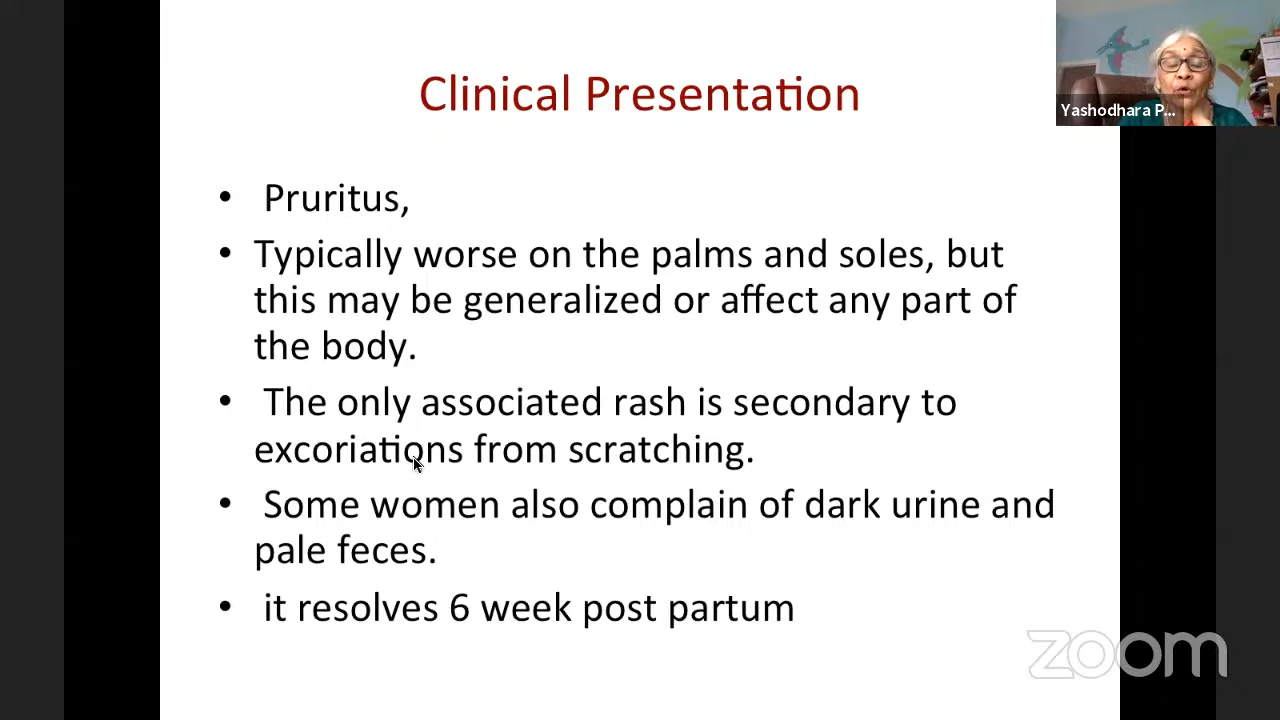 Clinical Presentation
Yashodhara P...
• Pruritus,
• Typically worse on the palms and soles, but
this may be generalized or affect any part of
the body.
• The only associated rash is secondary to
excoriations from scratching.
• Some women also complain of dark urine and
pale feces.
• it resolves 6 week post partum
zoom